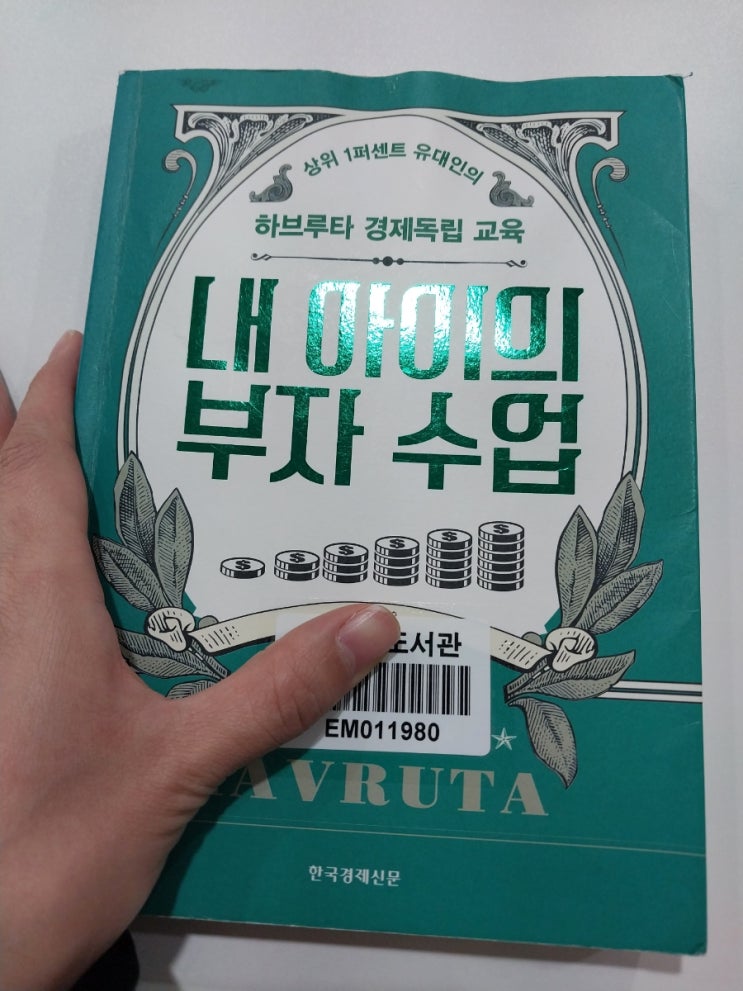 상위 1퍼센트 유대인의
하브루타 경제독립 교육
내 아이의
부자 수업
도서관
EM011980
HAVRUTA
한국경제신문